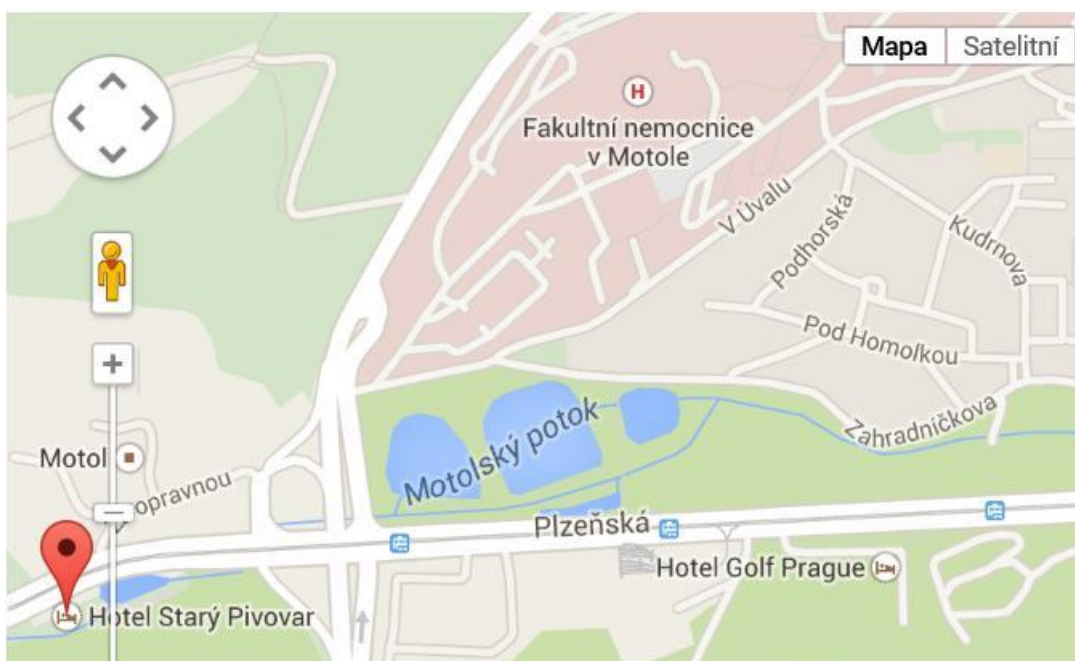 Mapa
Satelitní
H
Fakultní nemocnice
v Motole
V Úvalu
Podhorská
Kudrnova
Pod Homolkou
Zahradníčkova
Motolský potok
Motol
opravnou
Plzeňská
Hotel Golf Prague
Hotel Starý Pivovar